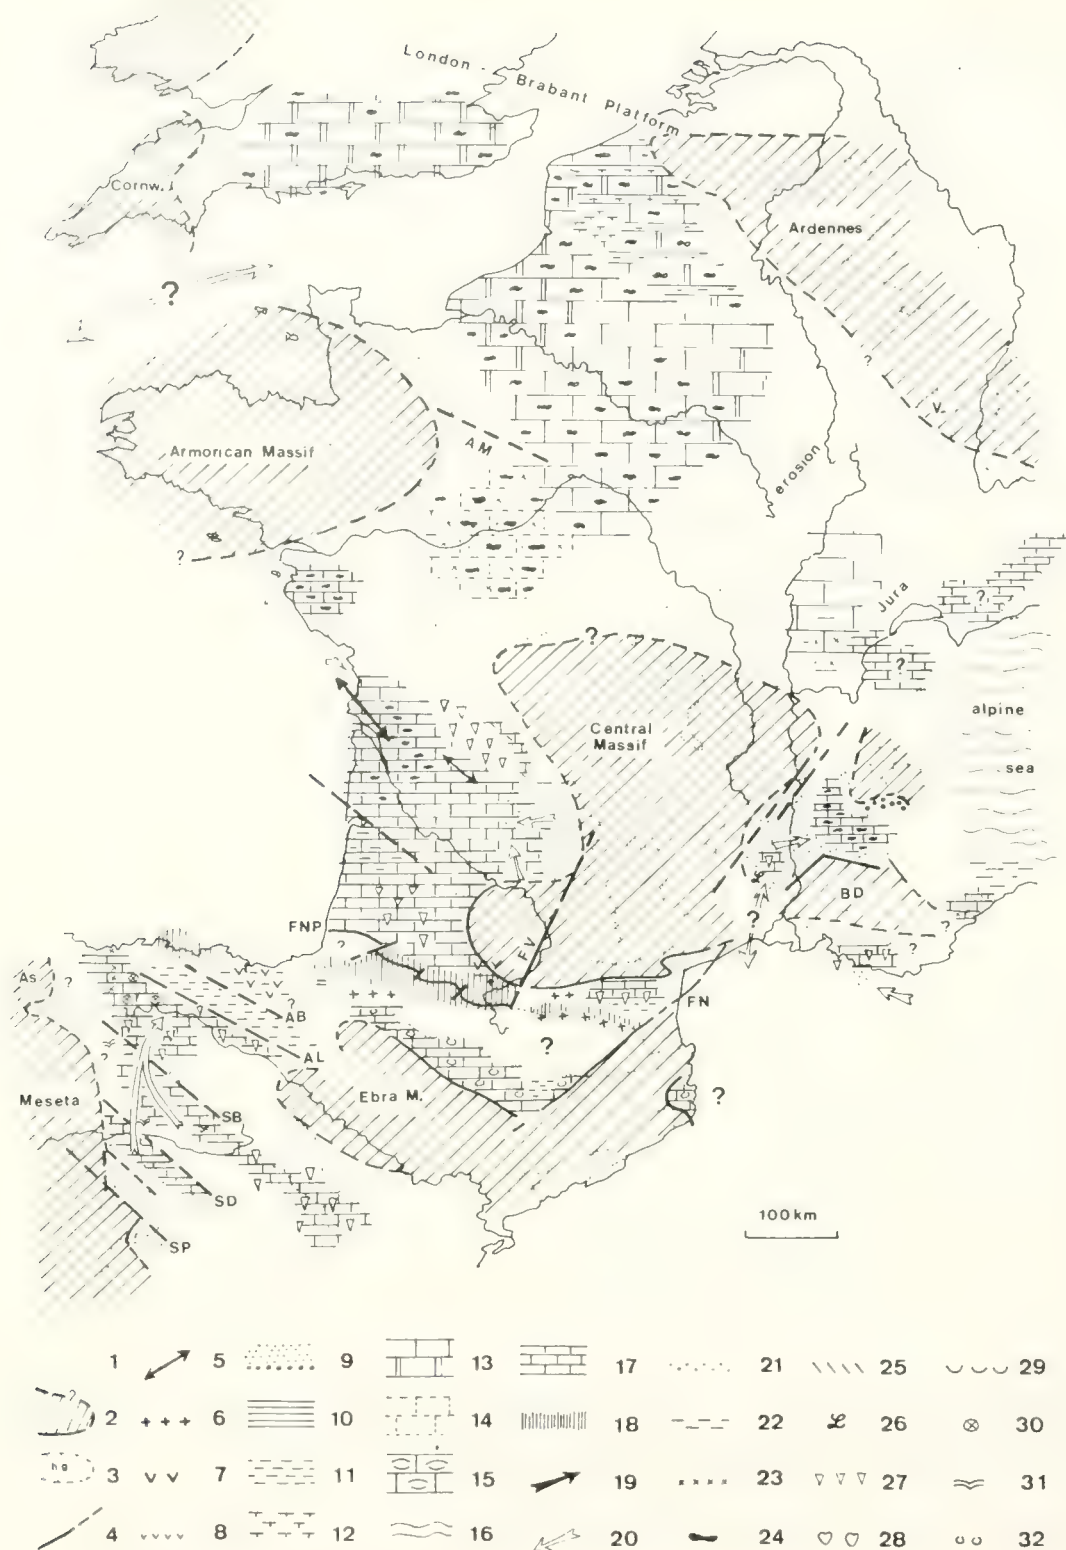 London - Brabant Platform
Cornw.
Ardennes
?
?
V.
Armorican Massif
AM
erosion
?
Jura
?
?
?
alpine
sea
Central
Massif
BD
?
?
?
FNP
?
FV
FN
As
?
?
AB
AL
?
?
Meseta
Ebra M.
?
SB
SD
SP
100 km
1 5 9 13 17 21 25 29
? 2 6 10 14 18 22 26 30
hg 3 7 11 15 19 23 27 31
4 8 12 16 20 24 28 32